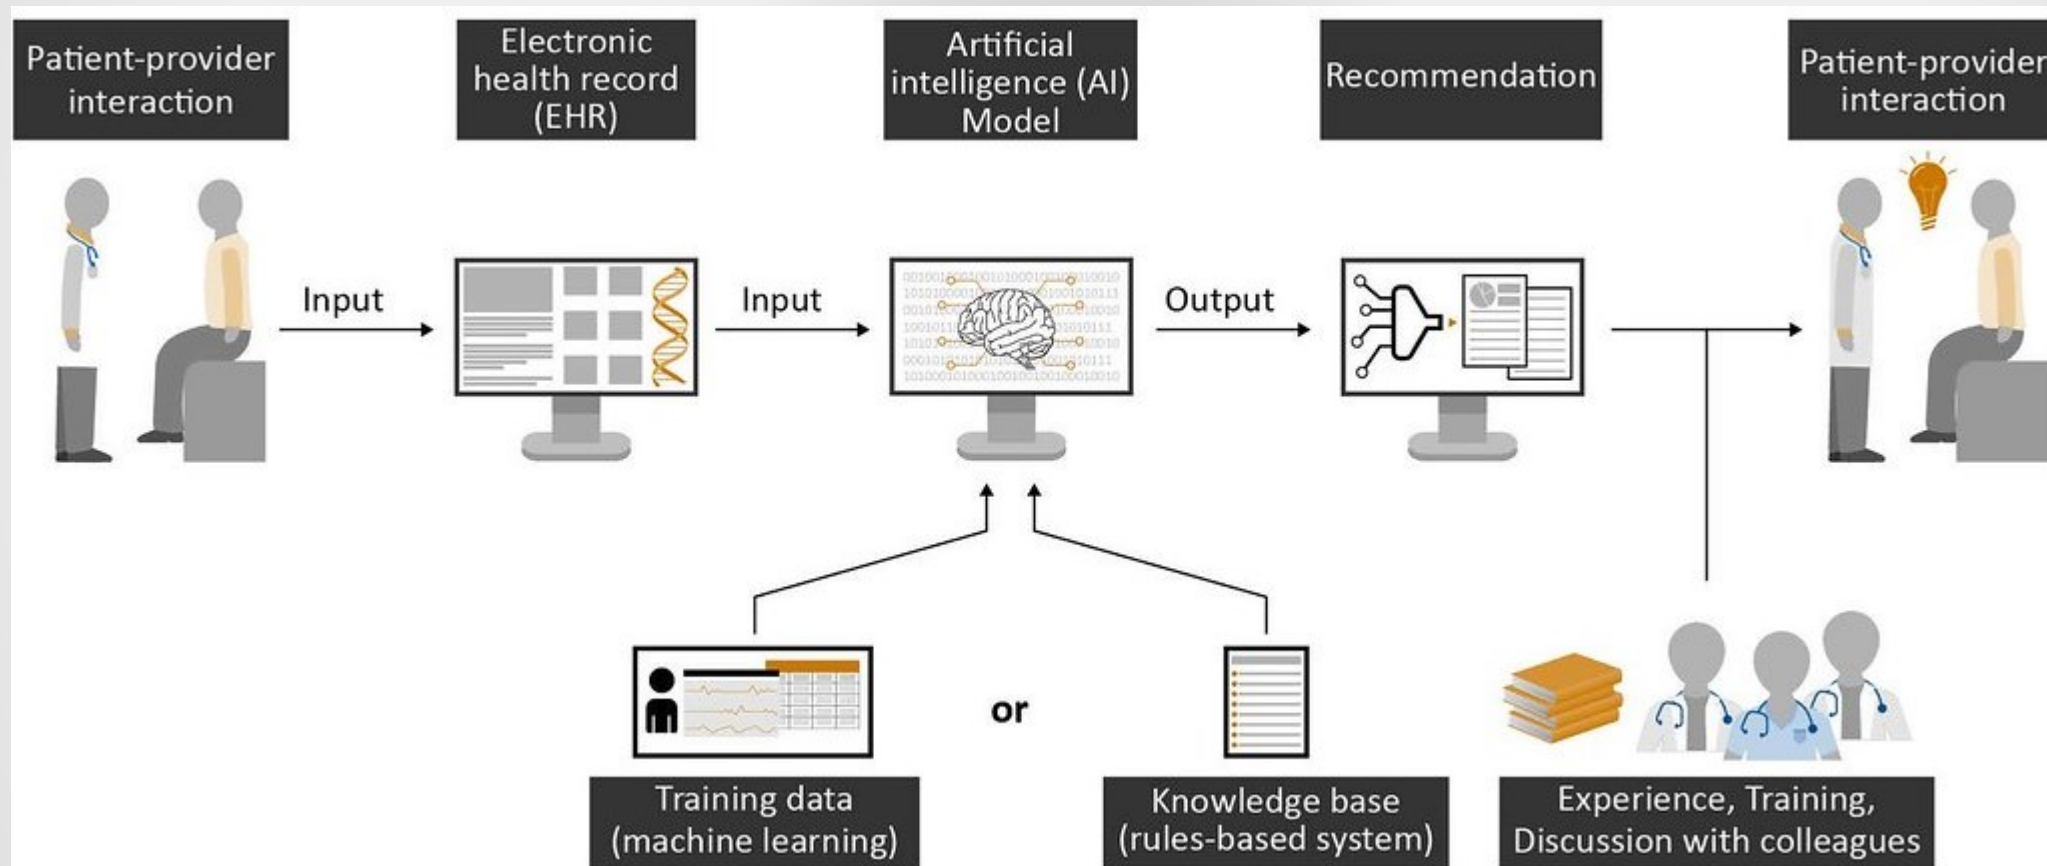 Patient-provider
interaction
Electronic
health record
(EHR)
Artificial
intelligence (AI)
Model
Recommendation
Patient-provider
interaction
Input
Input
Output
or
Training data
(machine learning)
Knowledge base
(rules-based system)
Experience, Training,
Discussion with colleagues